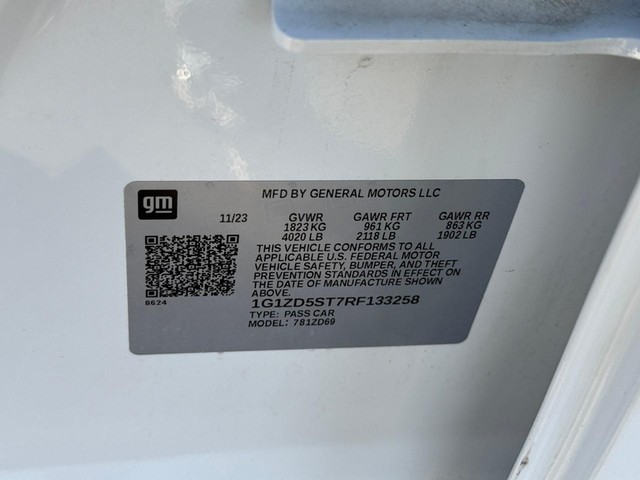 gm
MFD BY GENERAL MOTORS LLC
11/23 GVWR GAWR FRT GAWR RR
1823 KG 961 KG 863 KG
4020 LB 2118 LB 1902 LB
THIS VEHICLE CONFORMS TO ALL
APPLICABLE U.S. FEDERAL MOTOR
VEHICLE SAFETY, BUMPER, AND THEFT
PREVENTION STANDARDS IN EFFECT ON
THE DATE OF MANUFACTURE SHOWN
ABOVE.
8624
1G1ZD5ST7RF133258
TYPE: PASS CAR
MODEL: 781ZD69